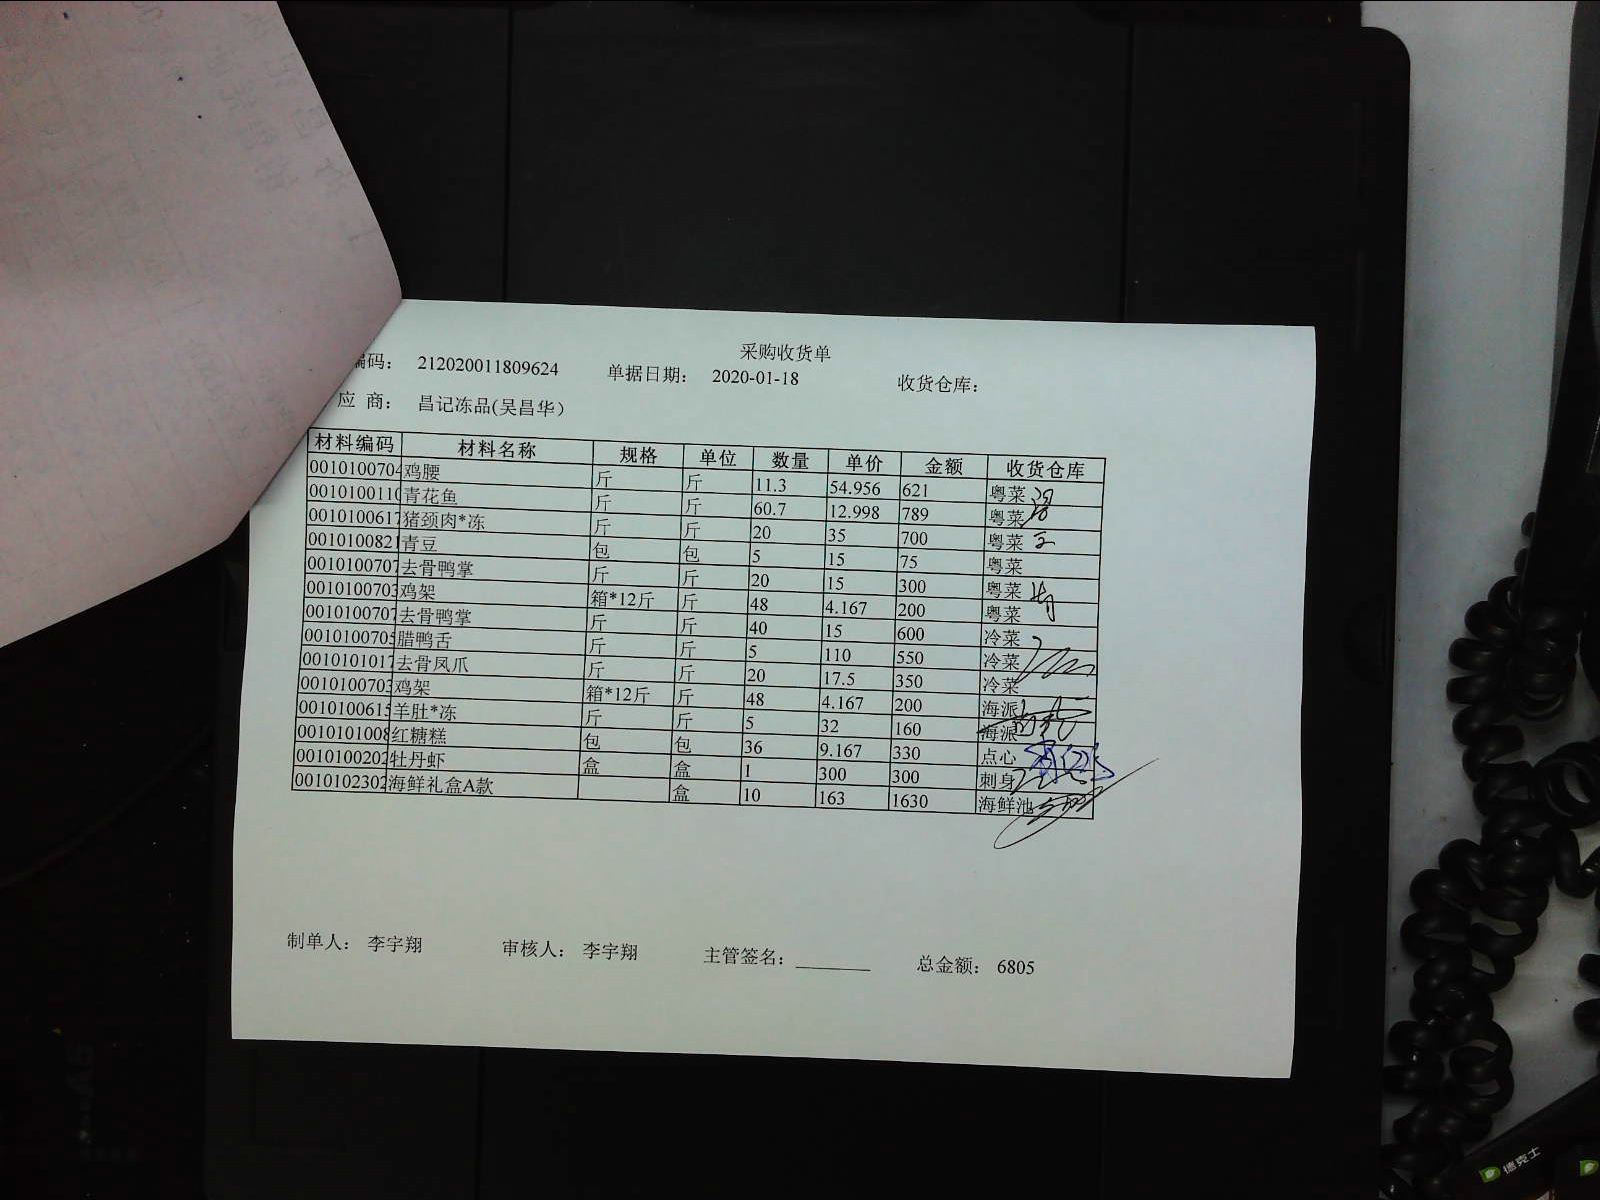 采购收货单
编码： 212020011809624 单据日期： 2020-01-18 收货仓库：
应 商： 昌记冻品(吴昌华）
材料编码 材料名称 规格 单位 数量 单价 金额 收货仓库
0010100704 鸡腰 斤 斤 11.3 54.956 621 粤菜
0010100110 青花鱼 斤 斤 60.7 12.998 789 粤菜
0010100617 猪颈肉*冻 斤 斤 20 35 700 粤菜
0010100821 青豆 包 包 5 15 75 粤菜
0010100707 去骨鸭掌 斤 斤 20 15 300 粤菜
0010100703 鸡架 箱*12斤 斤 48 4.167 200 粤菜
0010100707 去骨鸭掌 斤 斤 40 15 600 冷菜
0010100705 腊鸭舌 斤 斤 5 110 550 冷菜
0010101017 去骨凤爪 斤 斤 20 17.5 350 冷菜
0010100703 鸡架 箱*12斤 斤 48 4.167 200 海派
0010100615 羊肚*冻 斤 斤 5 32 160 海派
0010101008 红糖糕 包 包 36 9.167 330 点心
0010100202 牡丹虾 盒 盒 1 300 300 刺身
0010102302 海鲜礼盒A款 盒 10 163 1630 海鲜池
制单人： 李宇翔 审核人： 李宇翔 主管签名： 总金额： 6805
德克士